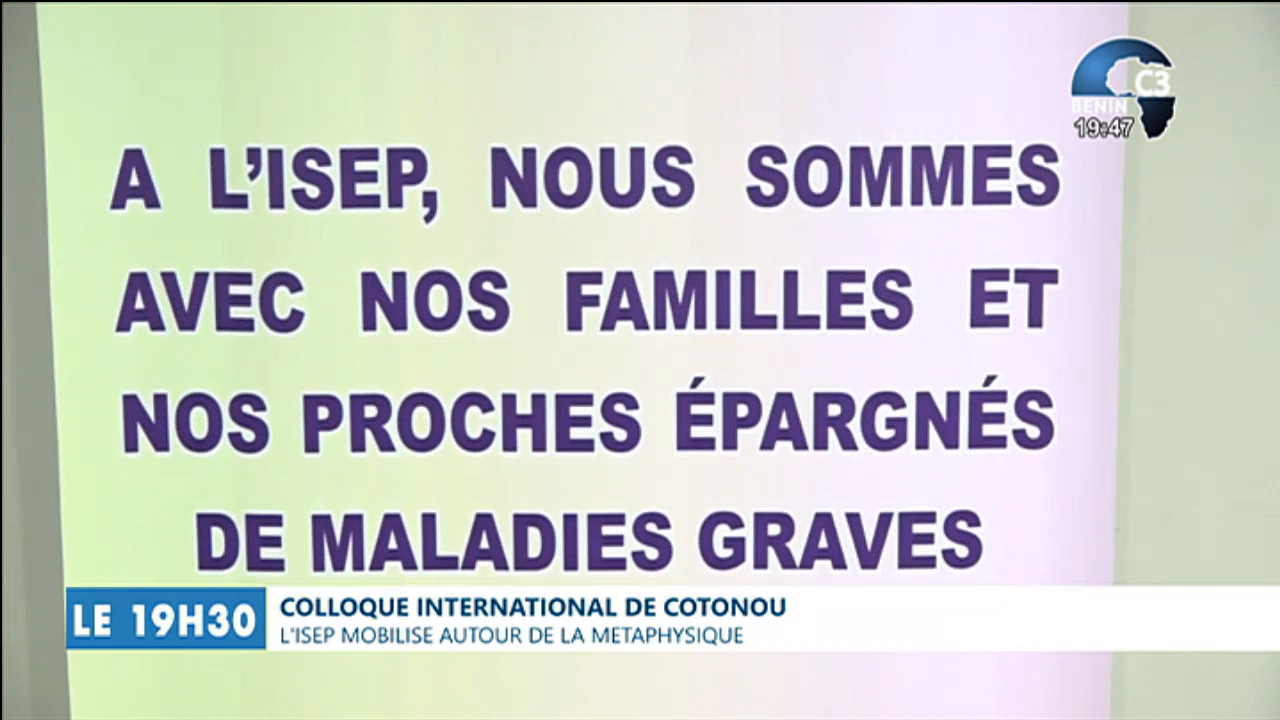 C3
BENIN
19:47
A L'ISEP, NOUS SOMMES
AVEC NOS FAMILLES ET
NOS PROCHES ÉPARGNÉS
DE MALADIES GRAVES
LE 19H30
COLLOQUE INTERNATIONAL DE COTONOU
L'ISEP MOBILISE AUTOUR DE LA METAPHYSIQUE